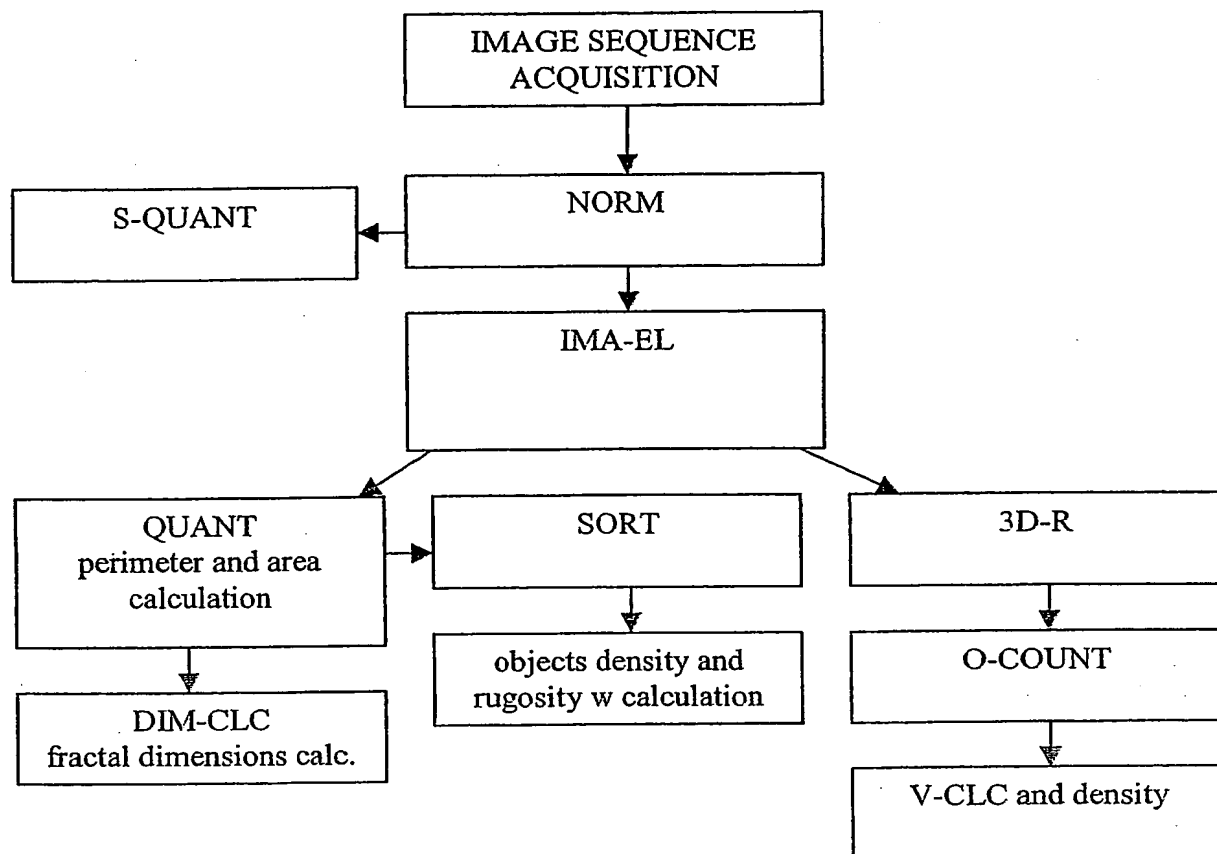 IMAGE SEQUENCE
ACQUISITION
NORM
S-QUANT
IMA-EL
QUANT
perimeter and area
calculation
SORT
3D-R
objects density and
rugosity w calculation
O-COUNT
DIM-CLC
fractal dimensions calc.
V-CLC and density